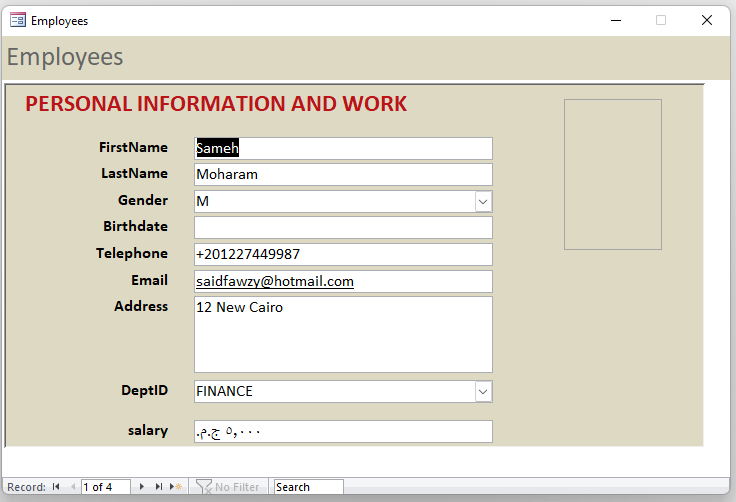 Employees
Employees
PERSONAL INFORMATION AND WORK
FirstName Sameh
LastName Moharam
Gender M
Birthdate
Telephone +201227449987
Email saidfawzy@hotmail.com
Address 12 New Cairo
DeptID FINANCE
salary ج.م.‏ ٥,٠٠٠
Record: 1 of 4 No Filter Search